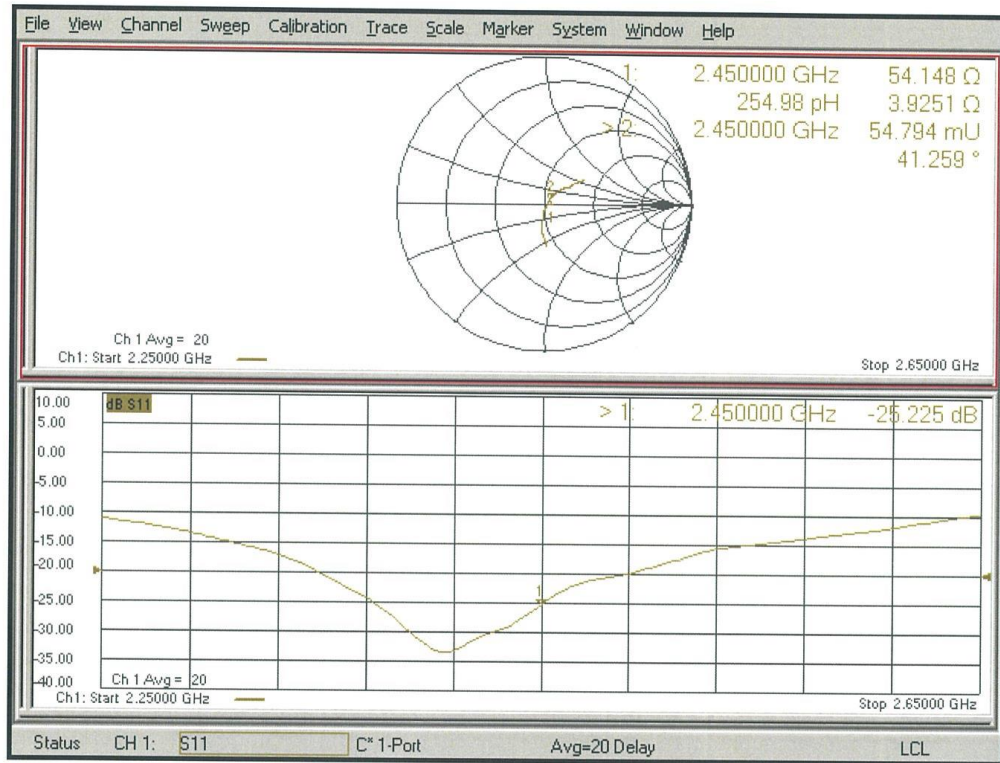 File View Channel Sweep Calibration Trace Scale Marker System Window Help
1: 2.450000 GHz 54.148 Ω
254.98 pH 3.9251 Ω
> 2: 2.450000 GHz 54.794 mU
41.259 °
2
1
Ch 1 Avg = 20
Ch1: Start 2.25000 GHz
Stop 2.65000 GHz
10.00
dB S11
> 1: 2.450000 GHz -25.225 dB
5.00
0.00
-5.00
-10.00
-15.00
-20.00
-25.00
1
-30.00
-35.00
-40.00
Ch 1 Avg = 20
Ch1: Start 2.25000 GHz
Stop 2.65000 GHz
Status CH 1: S11 C* 1-Port Avg=20 Delay LCL